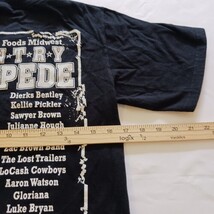 Foods Midwest
TRY
PEDE
Dierks Bentley
Kellie Pickler
Sawyer Brown
Julianne Hough
Zac Brown Band
The Lost Trailers
LoCash Cowboys
Aaron Watson
Gloriana
Luke Bryan